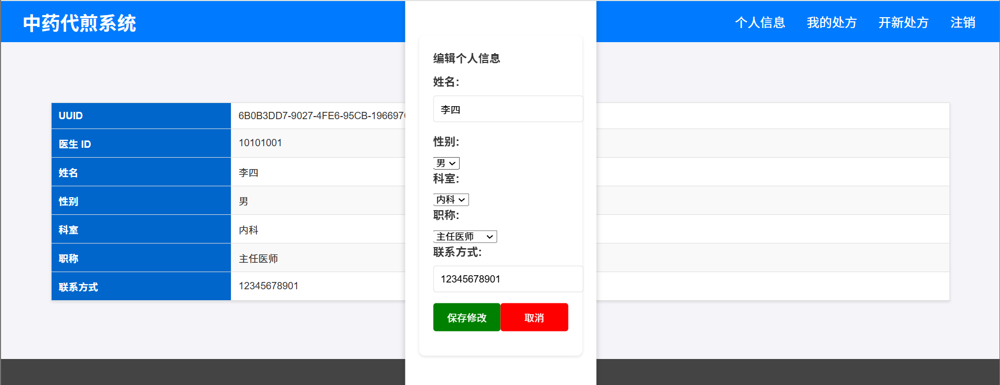 中药代煎系统
个人信息 我的处方 开新处方 注销
UUID 6B0B3DD7-9027-4FE6-95CB-196697
医生 ID 10101001
姓名 李四
性别 男
科室 内科
职称 主任医师
联系方式 12345678901
编辑个人信息
姓名:
李四
性别:
男
科室:
内科
职称:
主任医师
联系方式:
12345678901
保存修改 取消